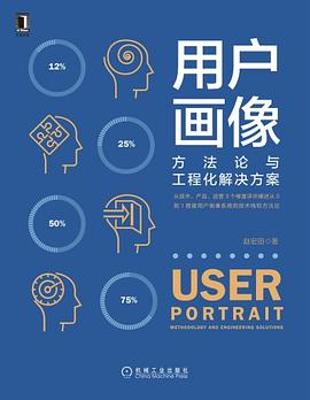 用户
画像
方法论与
工程化解决方案
从技术、产品、运营3个维度详尽阐述从0
到1搭建用户画像系统的技术栈和方法论
赵宏田◎著
12%
25%
50%
75%
USER
PORTRAIT
METHODOLOGY AND ENGINEERING SOLUTIONS
机械工业出版社
China Machine Press